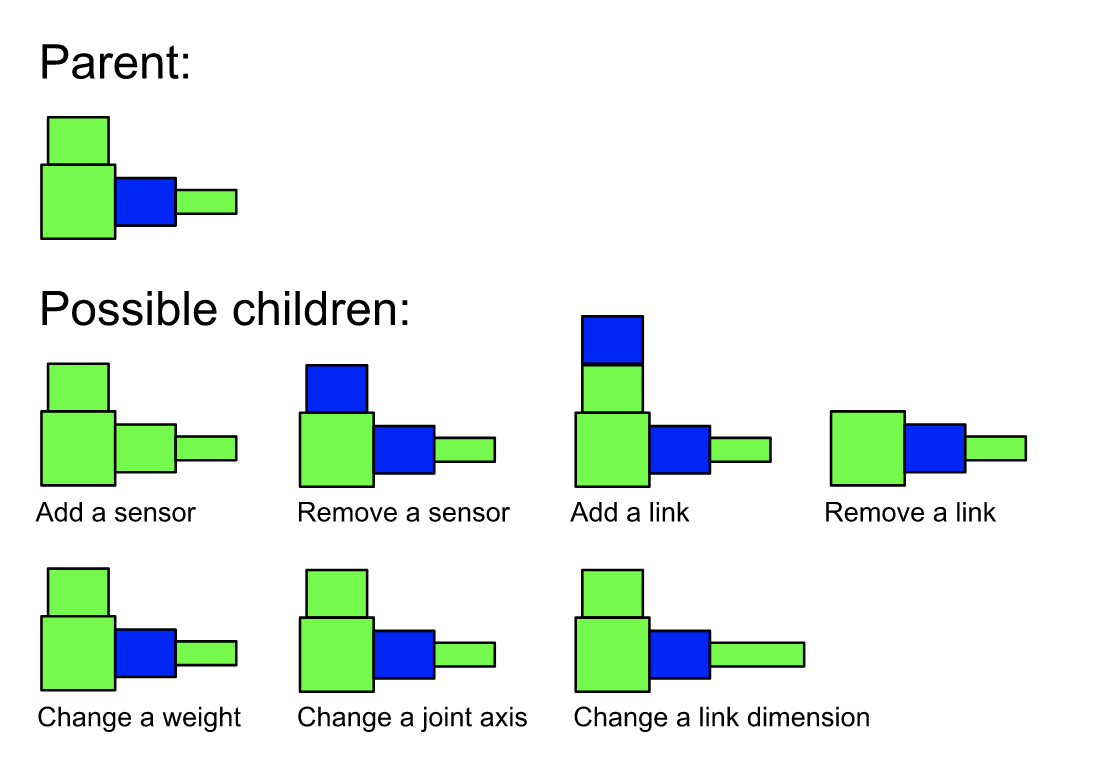 Parent:
Possible children:
Add a sensor
Remove a sensor
Add a link
Remove a link
Change a weight
Change a joint axis
Change a link dimension